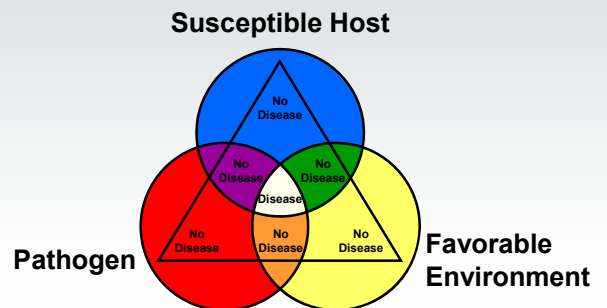 Susceptible Host
No
Disease
No
Disease
No
Disease
Disease
No
Disease
No
Disease
No
Disease
Pathogen
Favorable
Environment